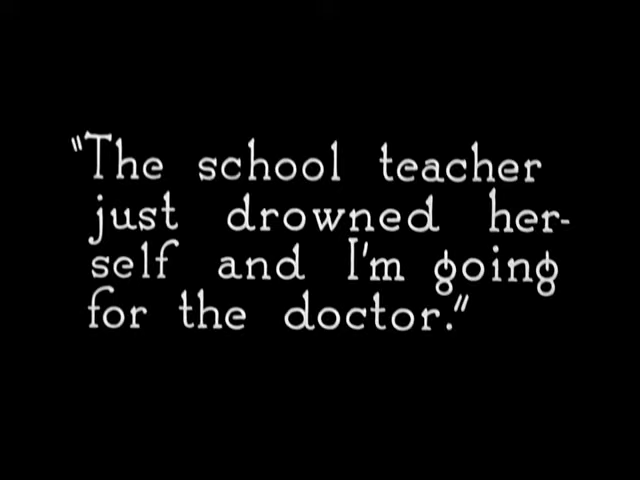 "The school teacher
just drowned her-
self and I'm going
for the doctor."